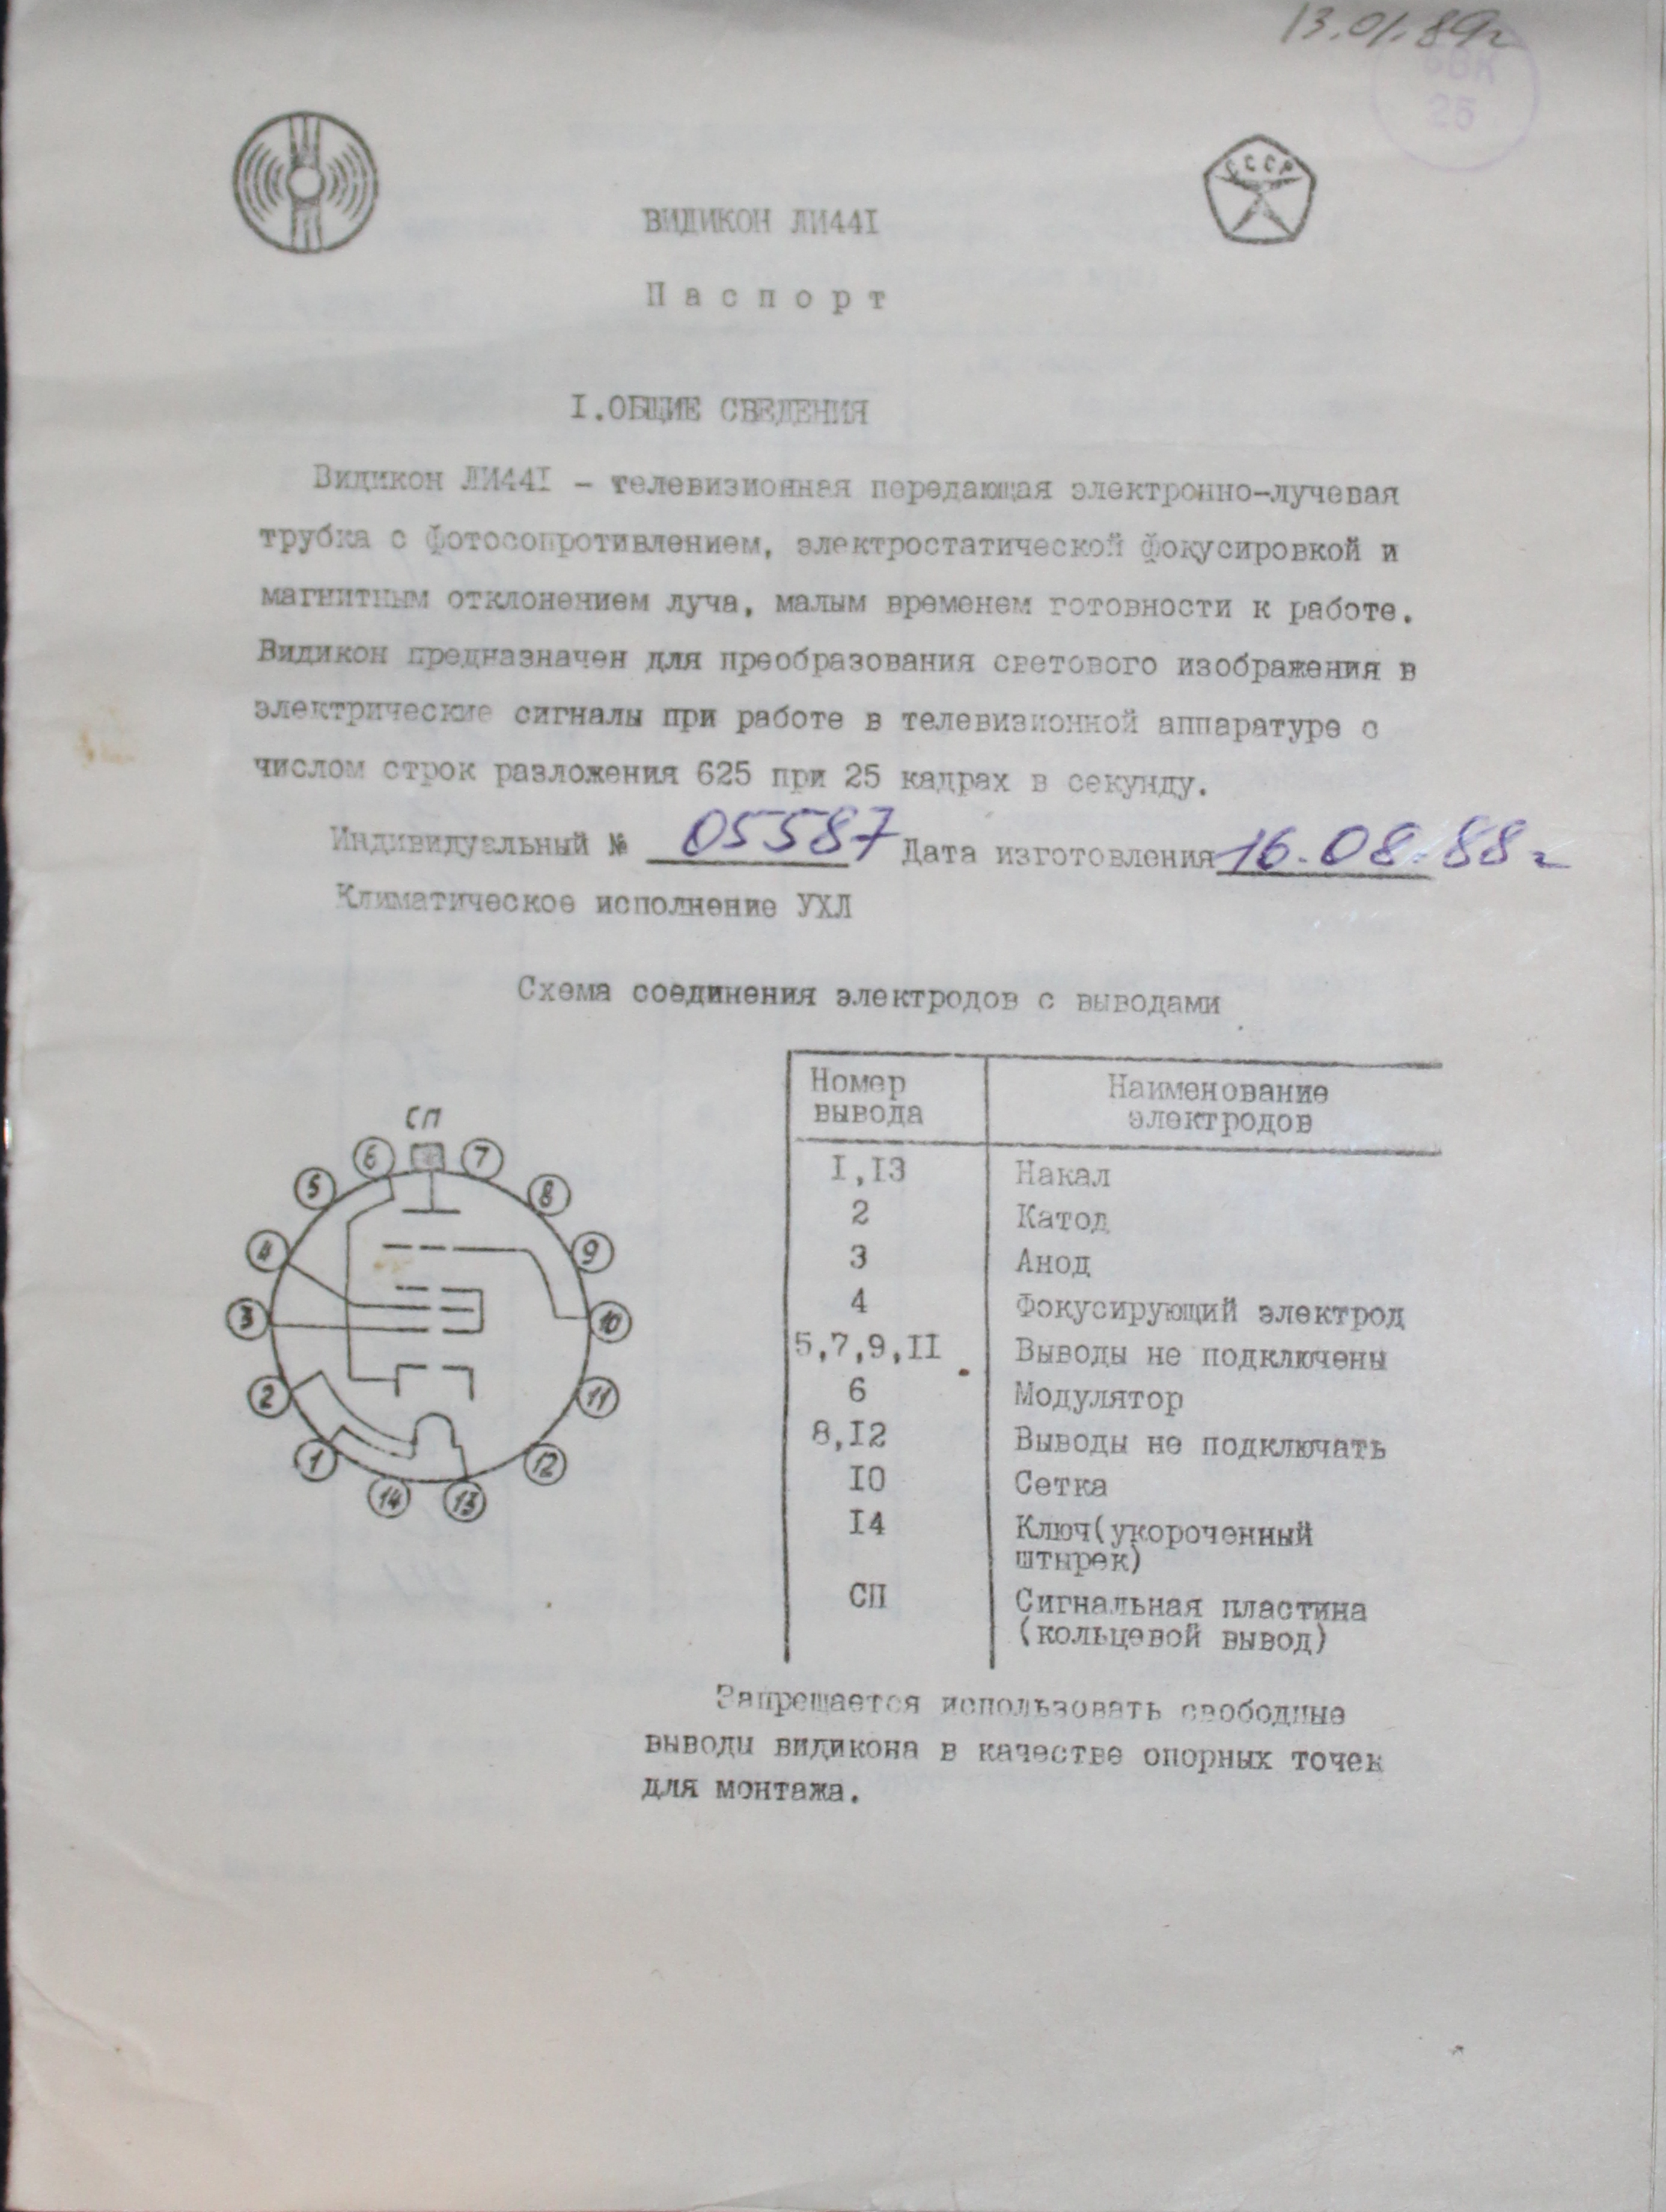 13.01.89г
ОВК
25
СССР
ВИДИКОН ЛИ44I
Паспорт
I.ОБЩИЕ СВЕДЕНИЯ
Видикон ЛИ44I - телевизионная передающая электронно-лучевая
трубка с фотосопротивлением, электростатической фокусировкой и
магнитным отклонением луча, малым временем готовности к работе.
Видикон предназначен для преобразования светового изображения в
электрические сигналы при работе в телевизионной аппаратуре с
числом строк разложения 625 при 25 кадрах в секунду.
Индивидуальный № 05587 Дата изготовления 16.08.88г
Климатическое исполнение УХЛ
Схема соединения электродов с выводами
СП
6 7
5 8
4 9
3 10
2 11
1 12
14 13
Номер вывода Наименование электродов
I,I3 Накал
2 Катод
3 Анод
4 Фокусирующий электрод
5,7,9,II Выводы не подключены
6 Модулятор
8,I2 Выводы не подключать
I0 Сетка
I4 Ключ(укороченный
штырек)
СП Сигнальная пластина
(кольцевой вывод)
Запрещается использовать свободные
выводы видикона в качестве опорных точек
для монтажа.